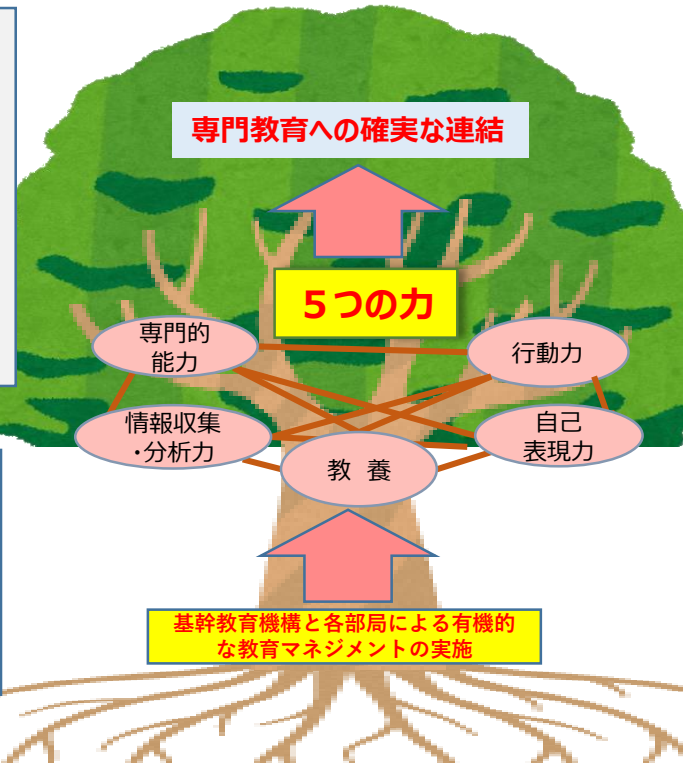 専門教育への確実な連結
５つの力
専門的
能力
行動力
情報収集
・分析力
自己
表現力
教 養
基幹教育機構と各部局による有機的
な教育マネジメントの実施